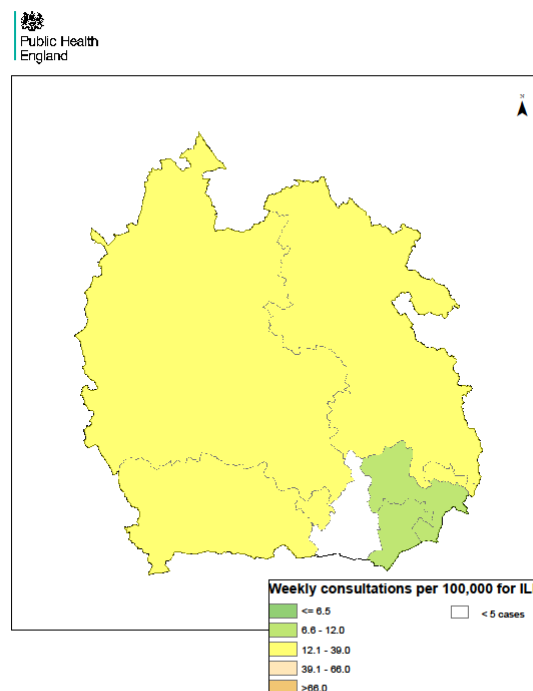 Public Health
England
N
Weekly consultations per 100,000 for IL
<= 6.5
< 5 cases
6.6 - 12.0
12.1 - 39.0
39.1 - 66.0
>66.0